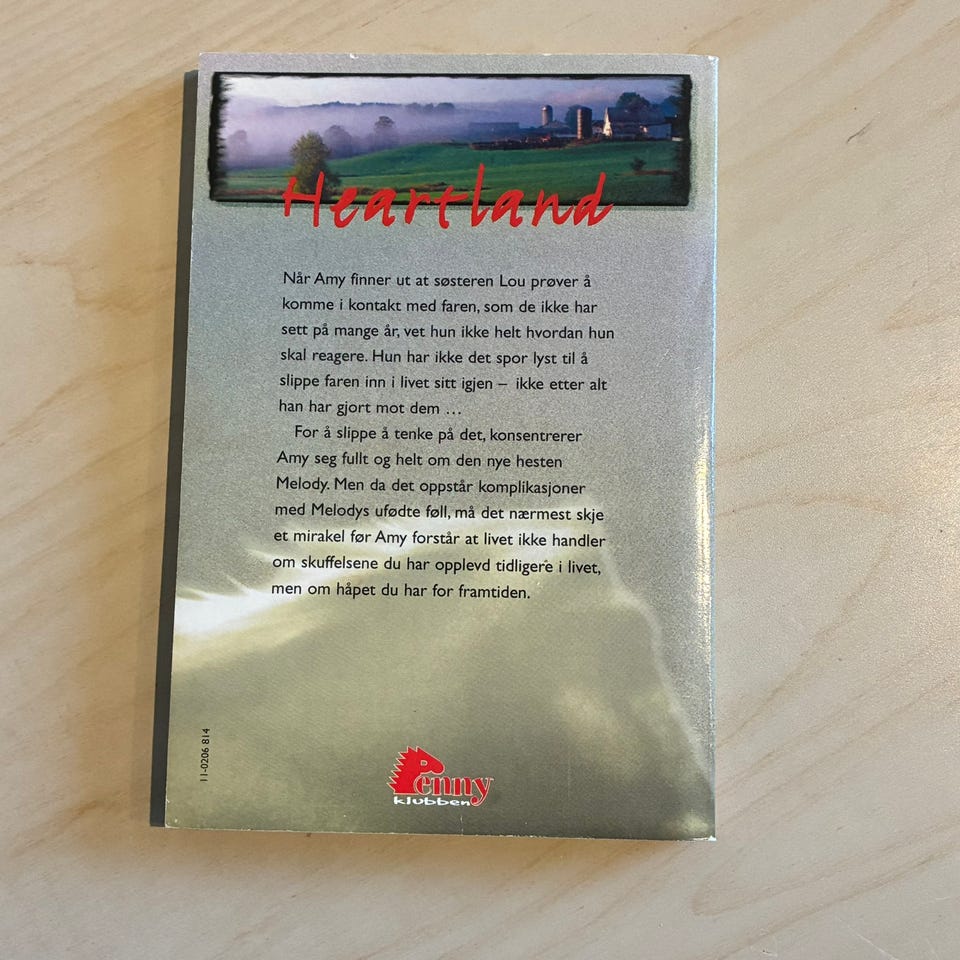 Heartland
Når Amy finner ut at søsteren Lou prøver å
komme i kontakt med faren, som de ikke har
sett på mange år, vet hun ikke helt hvordan hun
skal reagere. Hun har ikke det spor lyst til å
slippe faren inn i livet sitt igjen – ikke etter alt
han har gjort mot dem ...
For å slippe å tenke på det, konsentrerer
Amy seg fullt og helt om den nye hesten
Melody. Men da det oppstår komplikasjoner
med Melodys ufødte føll, må det nærmest skje
et mirakel før Amy forstår at livet ikke handler
om skuffelsene du har opplevd tidligere i livet,
men om håpet du har for framtiden.
11-0206 814
Penny
klubben